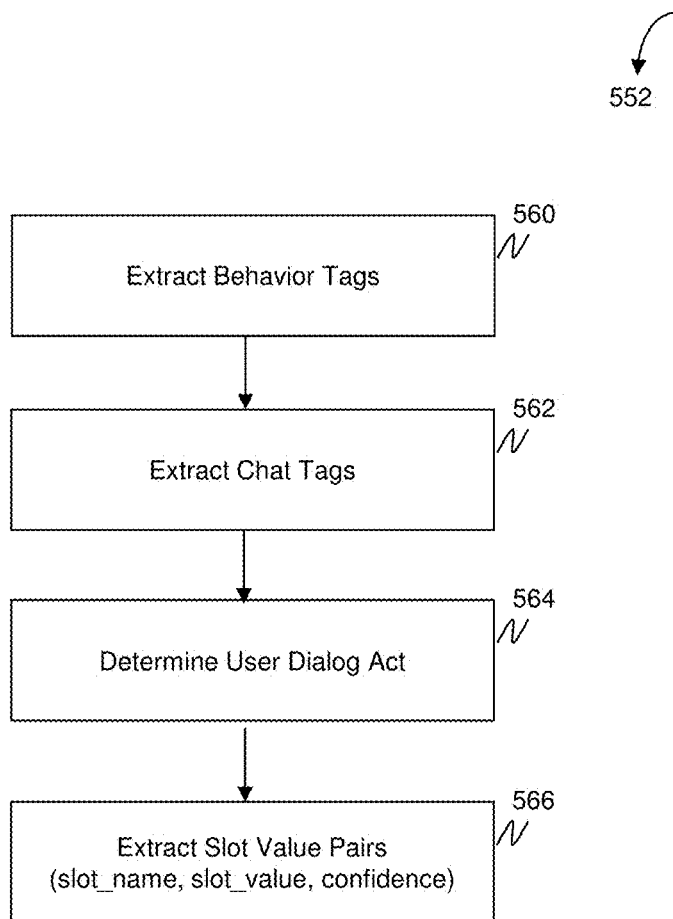 552
560
Extract Behavior Tags
562
Extract Chat Tags
564
Determine User Dialog Act
566
Extract Slot Value Pairs
(slot_name, slot_value, confidence)